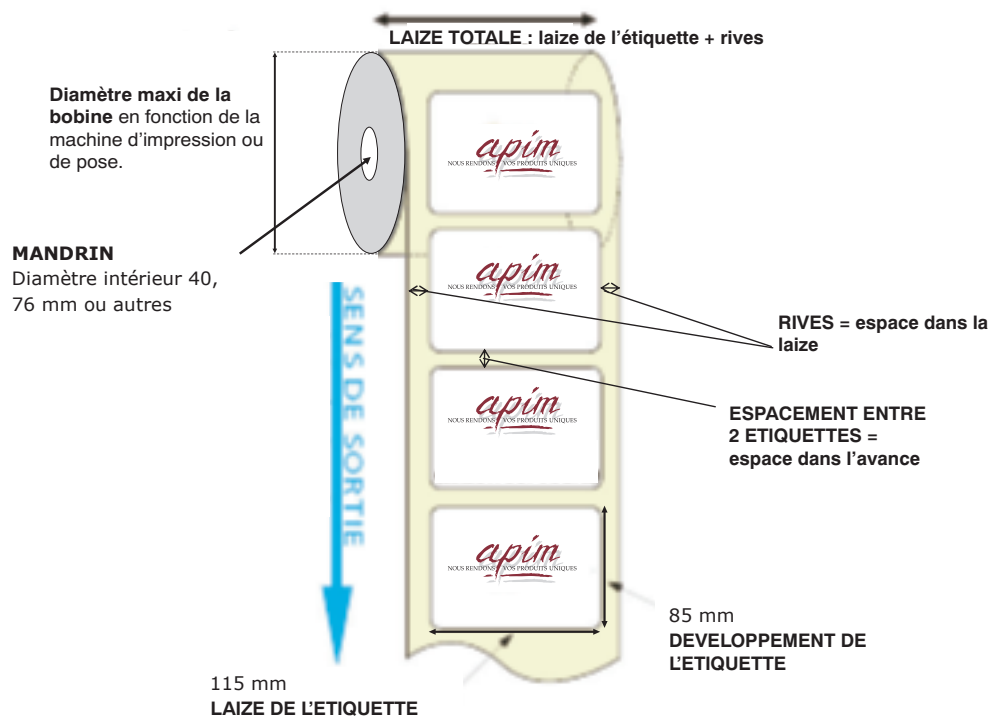 LAIZE TOTALE : laize de l'étiquette + rives
Diamètre maxi de la
bobine en fonction de la
machine d'impression ou
de pose.
apim
NOUS RENDONS VOS PRODUITS UNIQUES
MANDRIN
Diamètre intérieur 40,
76 mm ou autres
SENS DE SORTIE
apim
NOUS RENDONS VOS PRODUITS UNIQUES
RIVES = espace dans la
laize
apim
NOUS RENDONS VOS PRODUITS UNIQUES
ESPACEMENT ENTRE
2 ETIQUETTES =
espace dans l'avance
apim
NOUS RENDONS VOS PRODUITS UNIQUES
85 mm
DEVELOPPEMENT DE
L'ETIQUETTE
115 mm
LAIZE DE L'ETIQUETTE